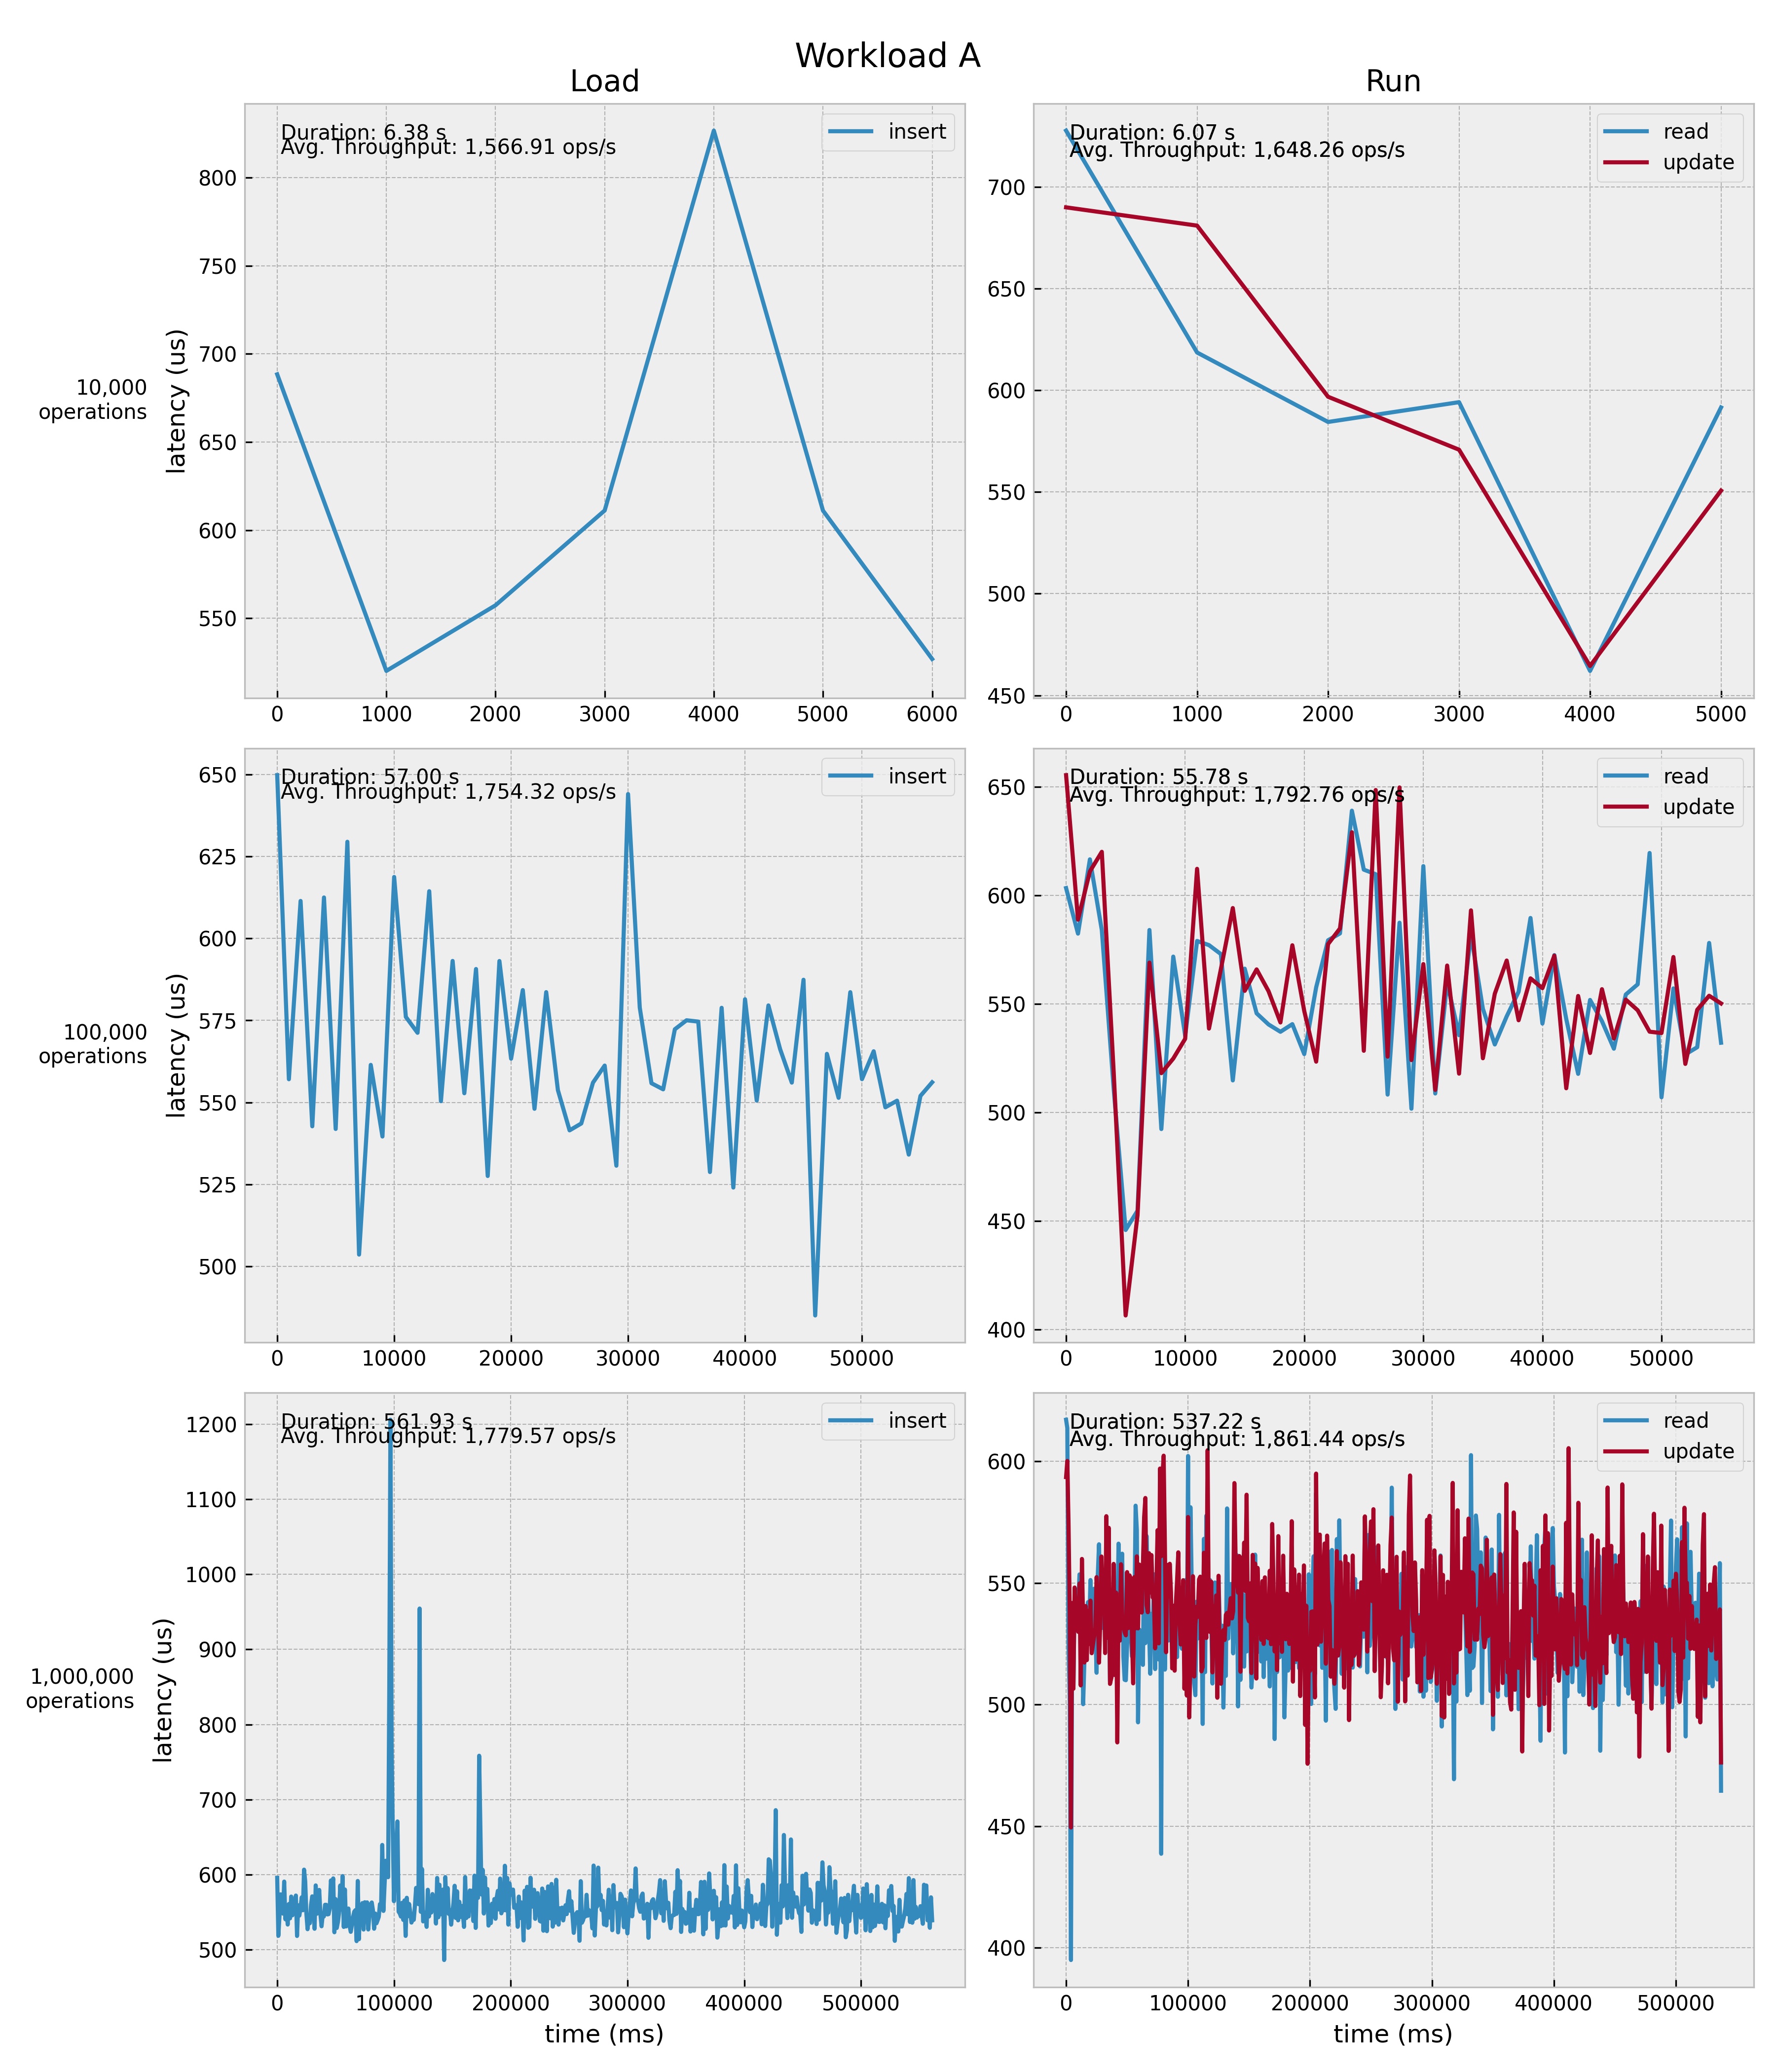 Workload A
Load
Run
Duration: 6.38 s
Avg. Throughput: 1,566.91 ops/s
insert
800
750
700
650
600
550
latency (us)
10,000
operations
0 1000 2000 3000 4000 5000 6000
Duration: 6.07 s
Avg. Throughput: 1,648.26 ops/s
read
update
700
650
600
550
500
450
0 1000 2000 3000 4000 5000
Duration: 57.00 s
Avg. Throughput: 1,754.32 ops/s
insert
650
625
600
575
550
525
500
latency (us)
100,000
operations
0 10000 20000 30000 40000 50000
Duration: 55.78 s
Avg. Throughput: 1,792.76 ops/s
read
update
650
600
550
500
450
400
0 10000 20000 30000 40000 50000
Duration: 561.93 s
Avg. Throughput: 1,779.57 ops/s
insert
1200
1100
1000
900
800
700
600
500
latency (us)
1,000,000
operations
0 100000 200000 300000 400000 500000
time (ms)
Duration: 537.22 s
Avg. Throughput: 1,861.44 ops/s
read
update
600
550
500
450
400
0 100000 200000 300000 400000 500000
time (ms)